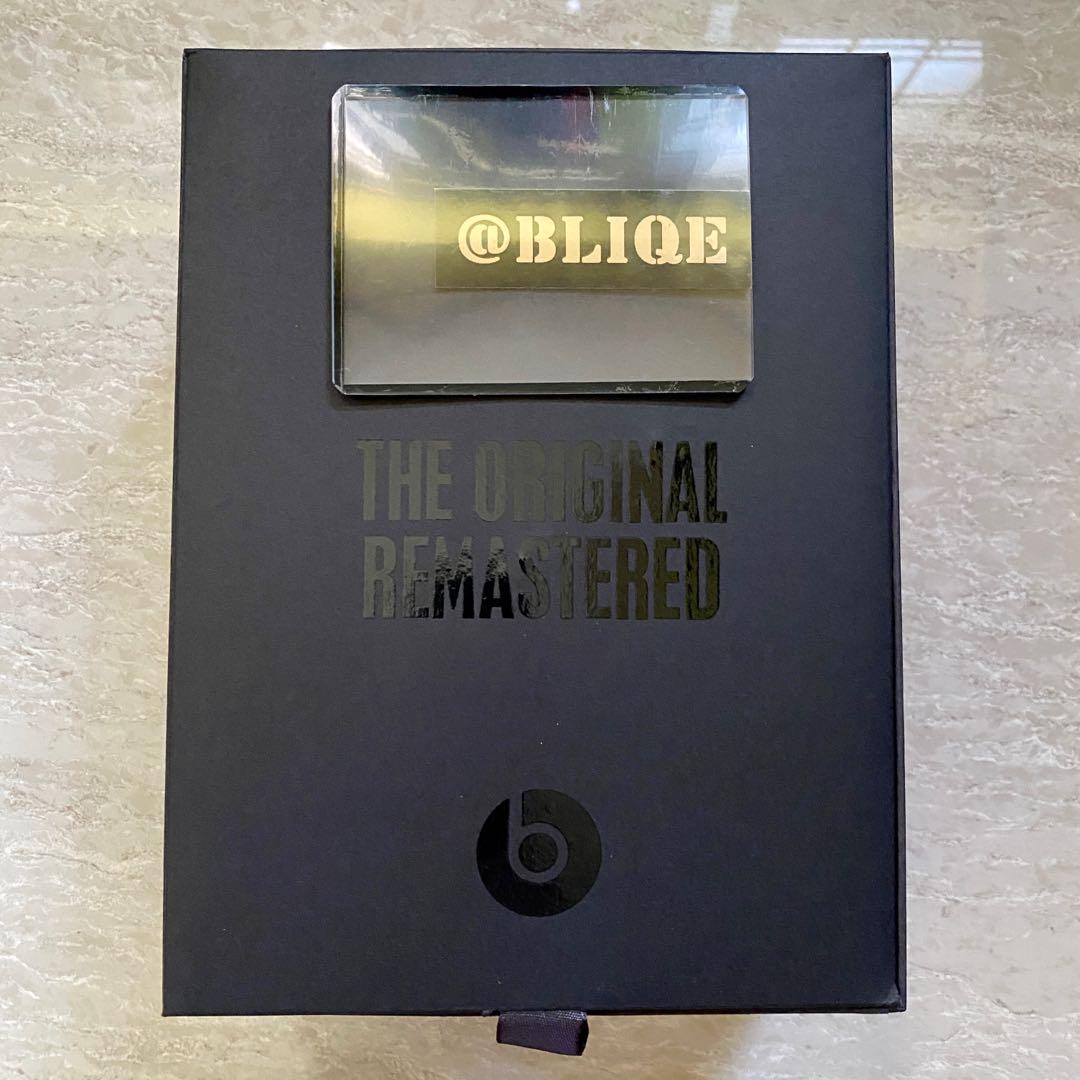 @BLIQE
THE ORIGINAL
REMASTERED
b